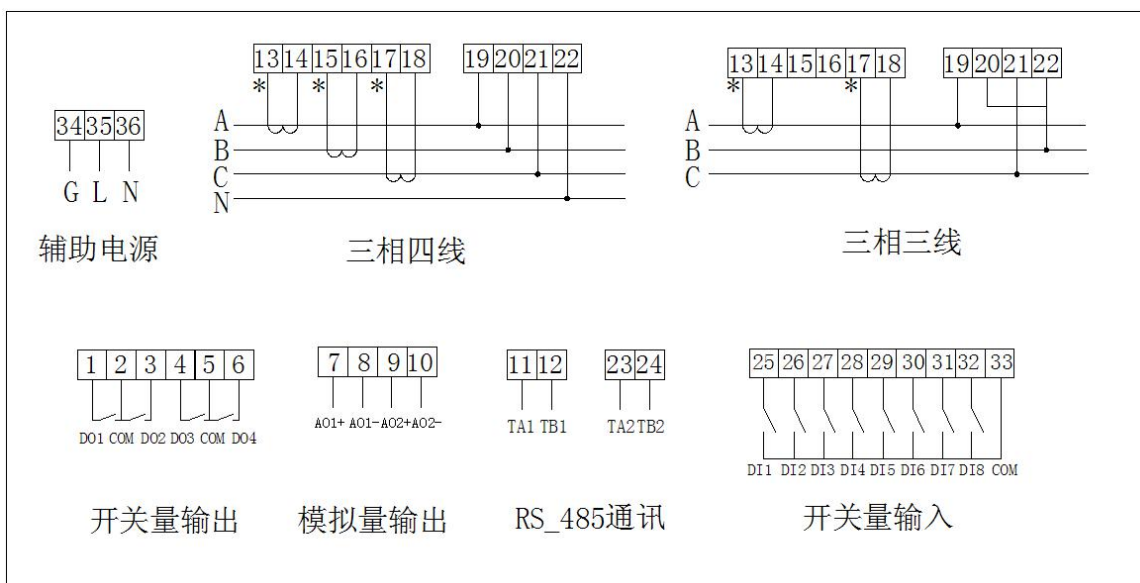 13 14 15 16 17 18
19 20 21 22
* * *
13 14 15 16 17 18
19 20 21 22
* *
34 35 36
G L N
A
B
C
N
A
B
C
辅助电源
三相四线
三相三线
1 2 3 4 5 6
DO1 COM DO2 DO3 COM DO4
7 8 9 10
AO1+ AO1- AO2+ AO2-
11 12
TA1 TB1
23 24
TA2 TB2
25 26 27 28 29 30 31 32 33
DI1 DI2 DI3 DI4 DI5 DI6 DI7 DI8 COM
开关量输出
模拟量输出
RS_485通讯
开关量输入